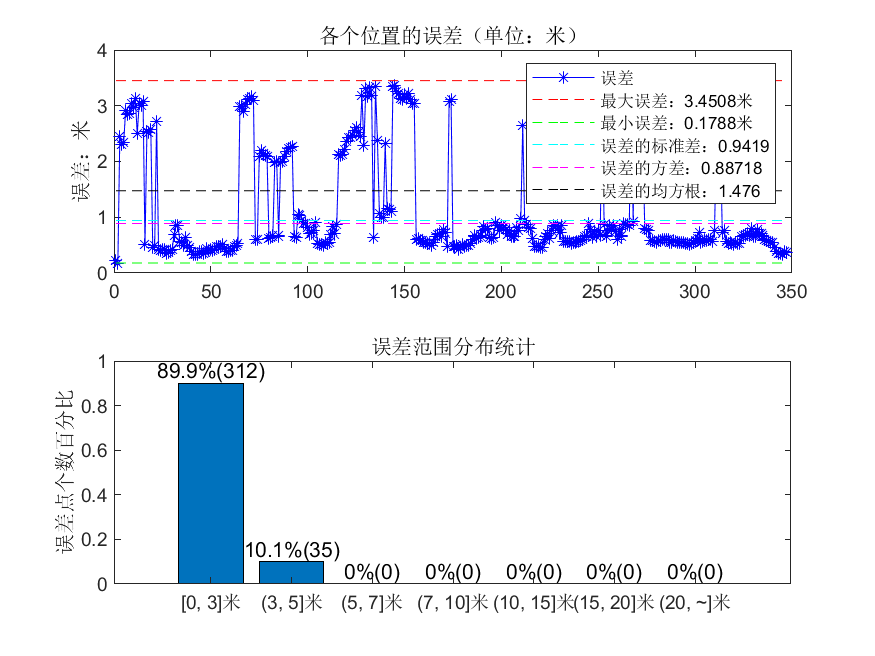 各个位置的误差（单位：米）
4
3
2
1
0
误差：米
误差
最大误差：3.4508米
最小误差：0.1788米
误差的标准差：0.9419
误差的方差：0.88718
误差的均方根：1.476
0 50 100 150 200 250 300 350
误差范围分布统计
1
0.8
0.6
0.4
0.2
0
误差点个数百分比
89.9%(312)
10.1%(35)
0%(0) 0%(0) 0%(0) 0%(0) 0%(0)
[0, 3]米 (3, 5]米 (5, 7]米 (7, 10]米 (10, 15]米 (15, 20]米 (20, ~]米